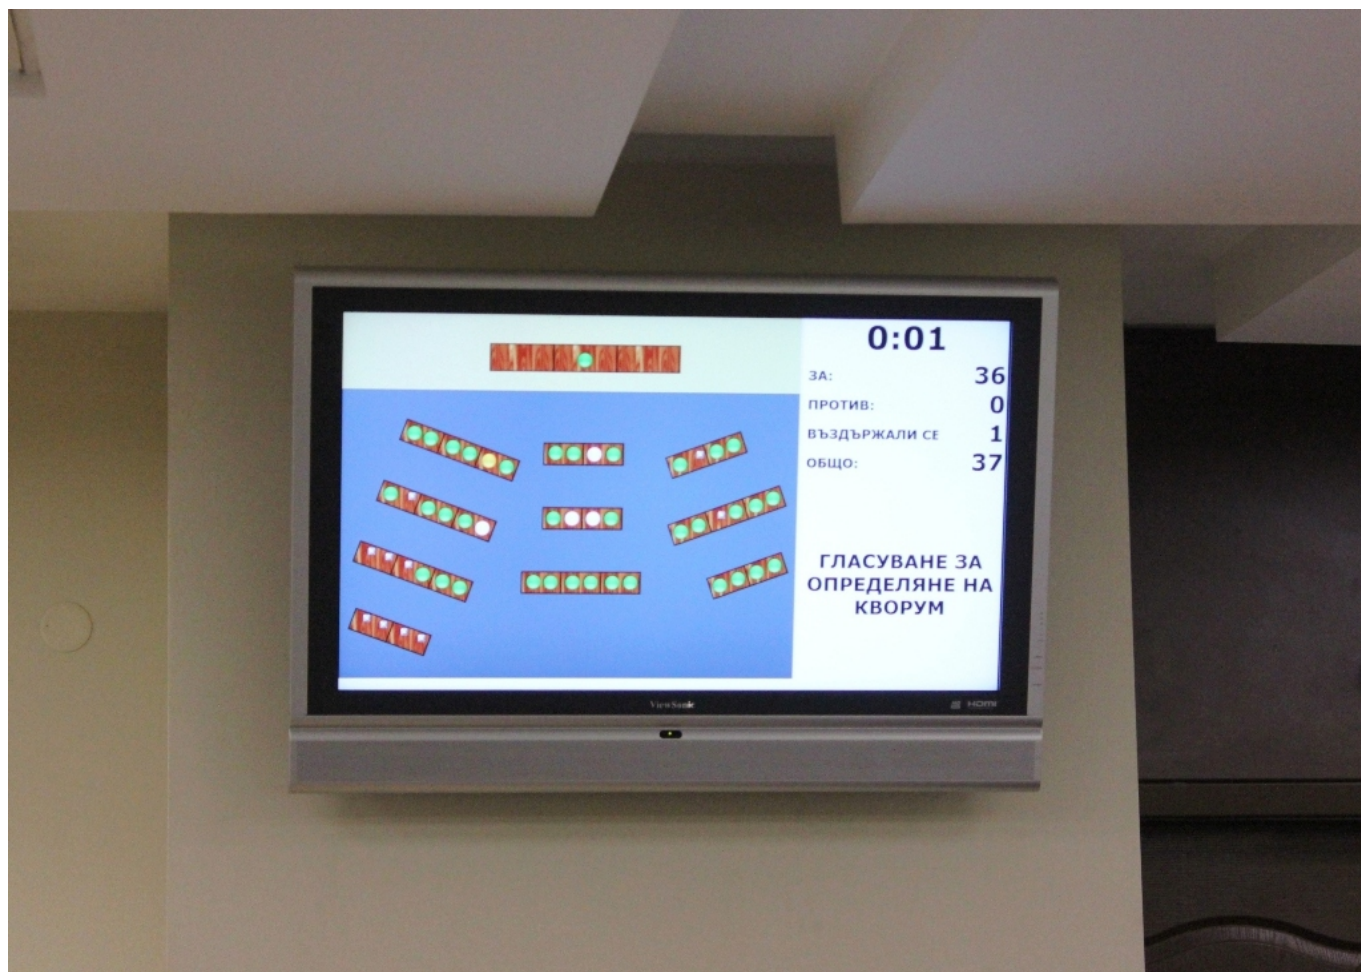 0:01
ЗА: 36
ПРОТИВ: 0
ВЪЗДЪРЖАЛИ СЕ 1
ОБЩО: 37
ГЛАСУВАНЕ ЗА
ОПРЕДЕЛЯНЕ НА
КВОРУМ
ViewSonic
HDMI